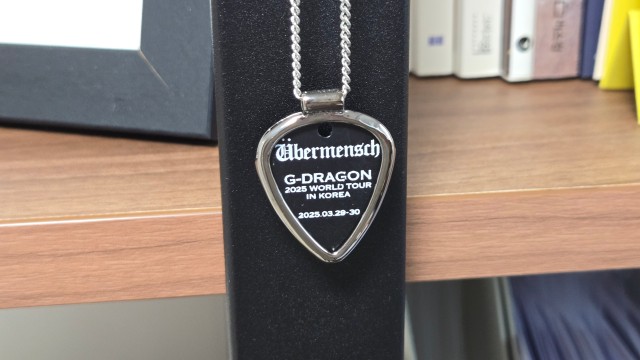 Übermensch
G-DRAGON
2025 WORLD TOUR
IN KOREA
2025.03.29-30